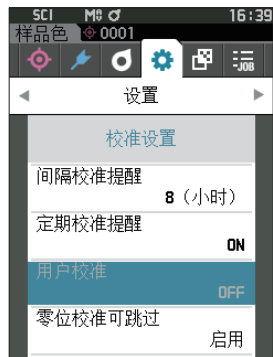 SCI M⁸ ♂ 16:39
样品色 0001
-JOB
设置
校准设置
间隔校准提醒
8（小时）
定期校准提醒
ON
用户校准
OFF
零位校准可跳过
启用